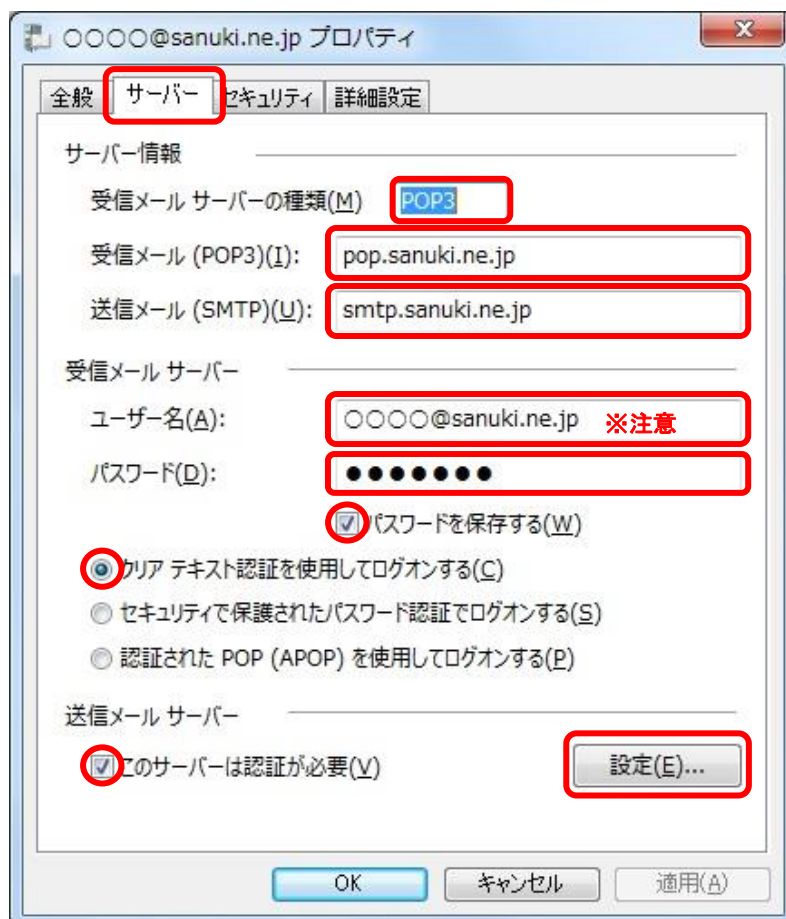 ○○○○@sanuki.ne.jp プロパティ
全般 サーバー セキュリティ 詳細設定
サーバー情報
受信メール サーバーの種類(M) POP3
受信メール (POP3)(I): pop.sanuki.ne.jp
送信メール (SMTP)(U): smtp.sanuki.ne.jp
受信メール サーバー
ユーザー名(A): ○○○○@sanuki.ne.jp ※注意
パスワード(D): ●●●●●●●
パスワードを保存する(W)
クリア テキスト認証を使用してログオンする(C)
セキュリティで保護されたパスワード認証でログオンする(S)
認証された POP (APOP) を使用してログオンする(P)
送信メール サーバー
このサーバーは認証が必要(V) 設定(E)...
OK キャンセル 適用(A)